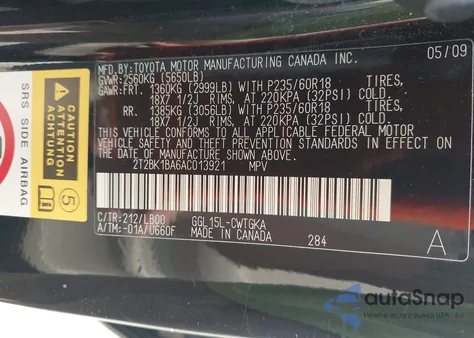 MFD.BY:TOYOTA MOTOR MANUFACTURING CANADA INC. 05/09
GVWR:2560KG (5650LB)
GAWR:FRT. 1360KG (2999LB) WITH P235/60R18 TIRES,
18X7 1/2J RIMS, AT 220KPA (32PSI) COLD.
RR. 1385KG (3056LB) WITH P235/60R18 TIRES,
18X7 1/2J RIMS, AT 220KPA (32PSI) COLD.
THIS VEHICLE CONFORMS TO ALL APPLICABLE FEDERAL MOTOR
VEHICLE SAFETY AND THEFT PREVENTION STANDARDS IN EFFECT
ON THE DATE OF MANUFACTURE SHOWN ABOVE.
2T2BK1BA6AC013921 MPV
C/TR:212/LB00 GGL15L-CWTGKA
A/TM:-01A/U660F MADE IN CANADA 284 A
SRS SIDE AIRBAG
5
autoSnap